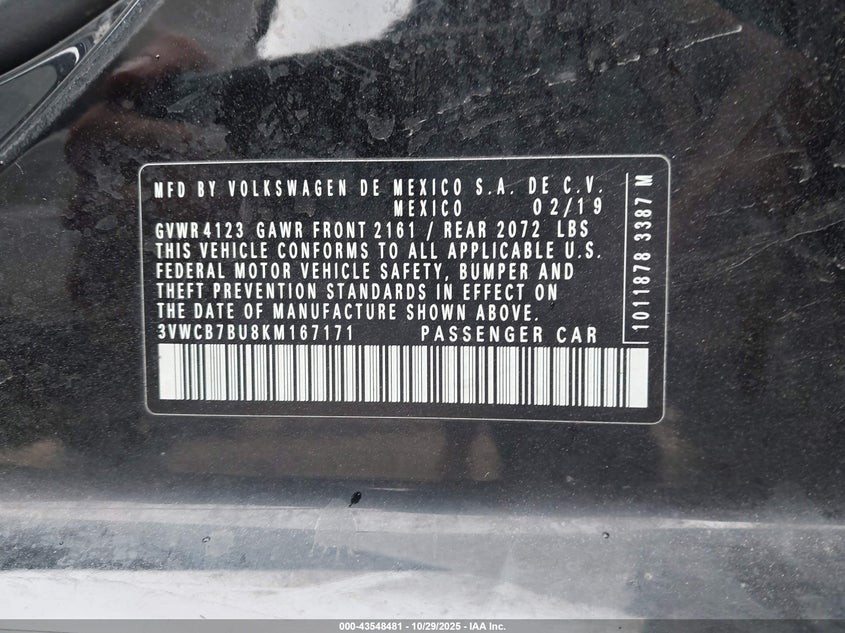 MFD BY VOLKSWAGEN DE MEXICO S.A. DE C.V.
MEXICO 02/19
GVWR 4123 GAWR FRONT 2161 / REAR 2072 LBS
THIS VEHICLE CONFORMS TO ALL APPLICABLE U.S.
FEDERAL MOTOR VEHICLE SAFETY, BUMPER AND
THEFT PREVENTION STANDARDS IN EFFECT ON
THE DATE OF MANUFACTURE SHOWN ABOVE.
3VWCB7BU8KM167171 PASSENGER CAR
1011878 3387 M
000-43548481 - 10/29/2025 - IAA Inc.